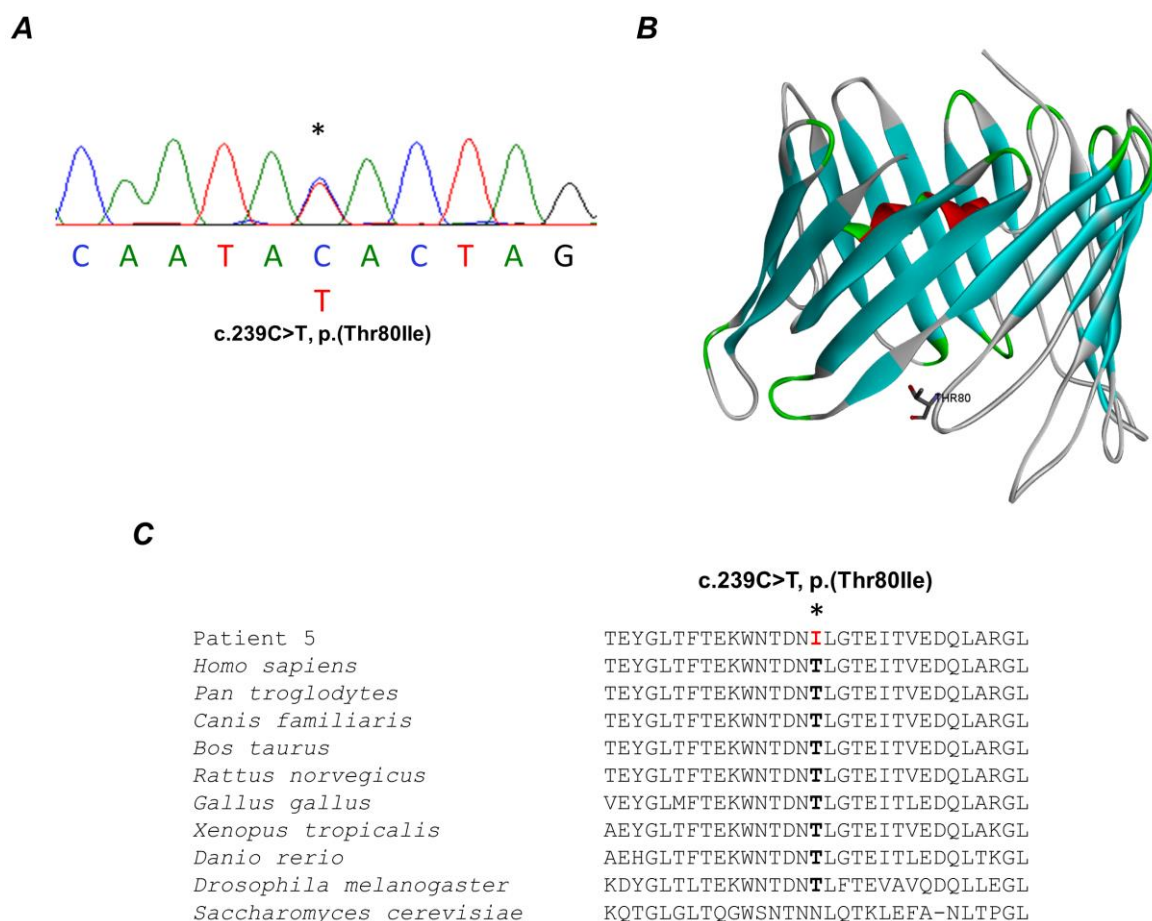 A
B
*
C A A T A C A C T A G
T
c.239C>T, p.(Thr80Ile)
THR80
C
c.239C>T, p.(Thr80Ile)
*
Patient 5 TEYGLTFTEKWNTDNILGTEITVEDQLARGL
Homo sapiens TEYGLTFTEKWNTDNTLGTEITVEDQLARGL
Pan troglodytes TEYGLTFTEKWNTDNTLGTEITVEDQLARGL
Canis familiaris TEYGLTFTEKWNTDNTLGTEITVEDQLARGL
Bos taurus TEYGLTFTEKWNTDNTLGTEITVEDQLARGL
Rattus norvegicus TEYGLTFTEKWNTDNTLGTEITVEDQLARGL
Gallus gallus VEYGLMFTEKWNTDNTLGTEITLEDQLARGL
Xenopus tropicalis AEYGLTFTEKWNTDNTLGTEITVEDQLAKGL
Danio rerio AEHGLTFTEKWNTDNTLGTEITLEDQLTKGL
Drosophila melanogaster KDYGLTLTEKWNTDNTLFTEVAVQDQLLEGL
Saccharomyces cerevisiae KQTGLGLTQGWSNTNNLQTKLEFA-NLTPGL